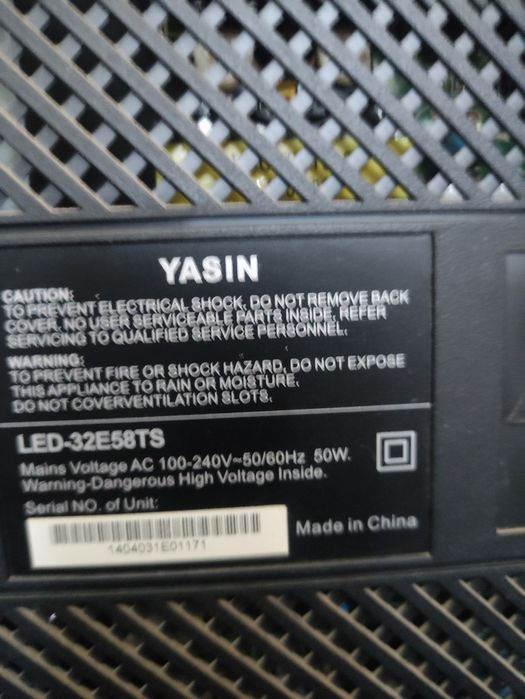 YASIN
CAUTION:
TO PREVENT ELECTRICAL SHOCK, DO NOT REMOVE BACK
COVER. NO USER SERVICEABLE PARTS INSIDE. REFER
SERVICING TO QUALIFIED SERVICE PERSONNEL.
WARNING:
TO PREVENT FIRE OR SHOCK HAZARD, DO NOT EXPOSE
THIS APPLIANCE TO RAIN OR MOISTURE.
DO NOT COVERVENTILATION SLOTS.
LED-32E58TS
Mains Voltage AC 100-240V~50/60Hz 50W.
Warning-Dangerous High Voltage Inside.
Serial NO. of Unit:
1404031E01171
Made in China